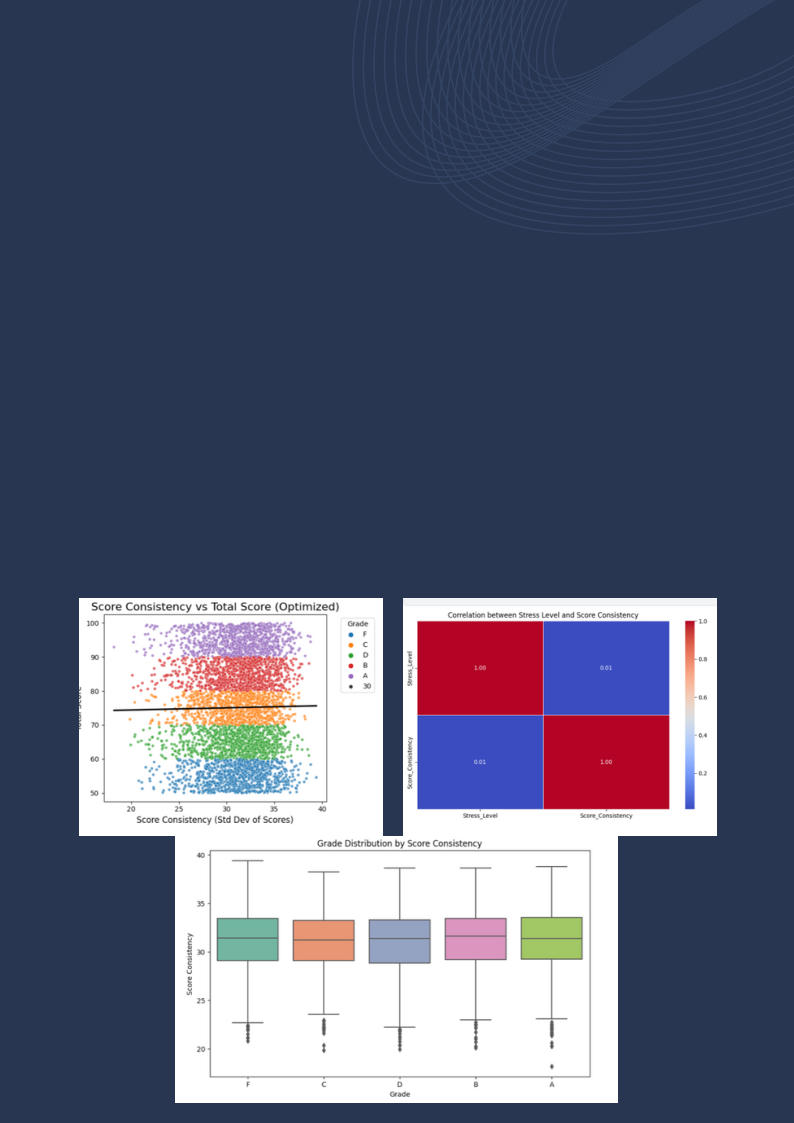 Score Consistency vs Total Score (Optimized)
100
90
80
70
60
50
20
25
30
35
40
Score Consistency (Std Dev of Scores)
Grade
F
C
D
B
A
30
Correlation between Stress Level and Score Consistency
Stress_Level
Score_Consistency
1.00
0.01
0.01
1.00
Stress_Level
Score_Consistency
1.0
0.8
0.6
0.4
0.2
Grade Distribution by Score Consistency
Score Consistency
40
35
30
25
20
F
C
D
B
A
Grade